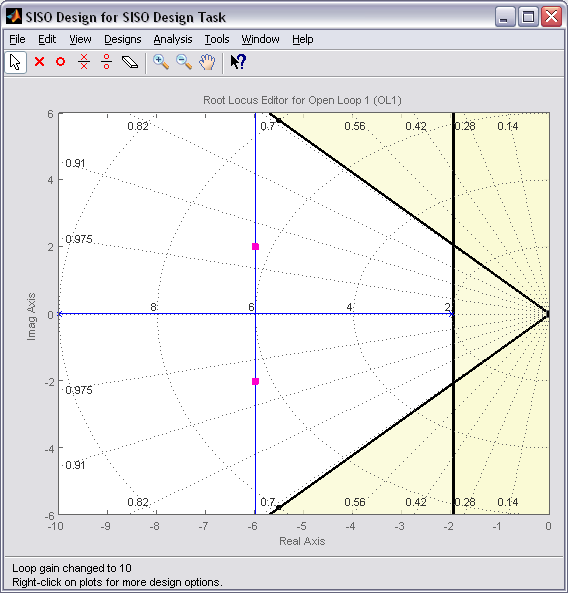 SISO Design for SISO Design Task
File Edit View Designs Analysis Tools Window Help
Root Locus Editor for Open Loop 1 (OL1)
6
0.82 0.7 0.56 0.42 0.28 0.14
0.91
4
0.975
2
8 6 4 2
0
Imag Axis
-2
0.975
-4
0.91
0.82 0.7 0.56 0.42 0.28 0.14
-6
-10 -9 -8 -7 -6 -5 -4 -3 -2 -1 0
Real Axis
Loop gain changed to 10
Right-click on plots for more design options.